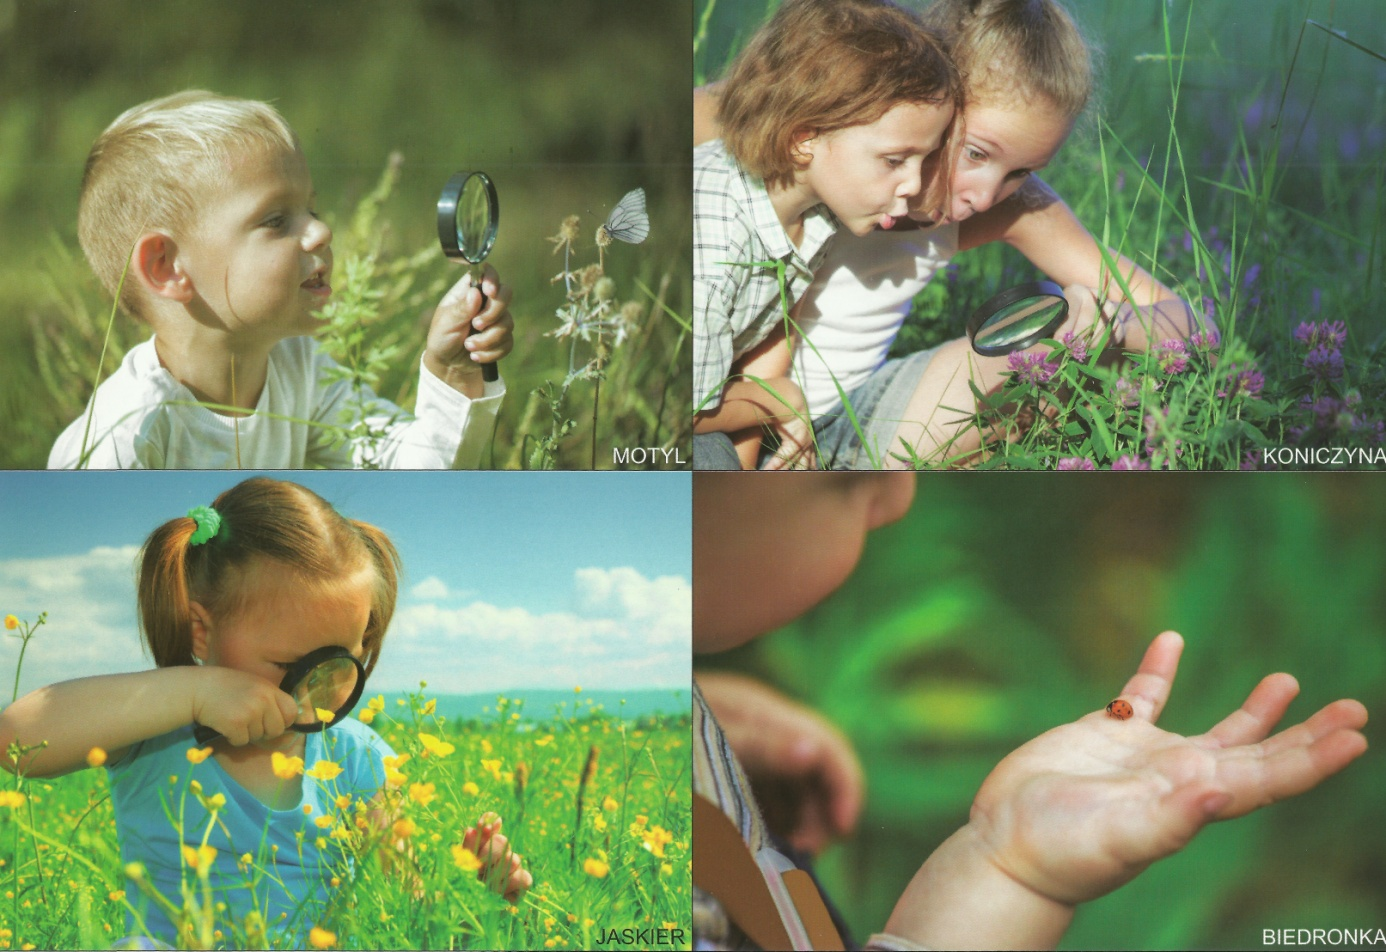 MOTYL
KONICZYNA
JASKIER
BIEDRONKA